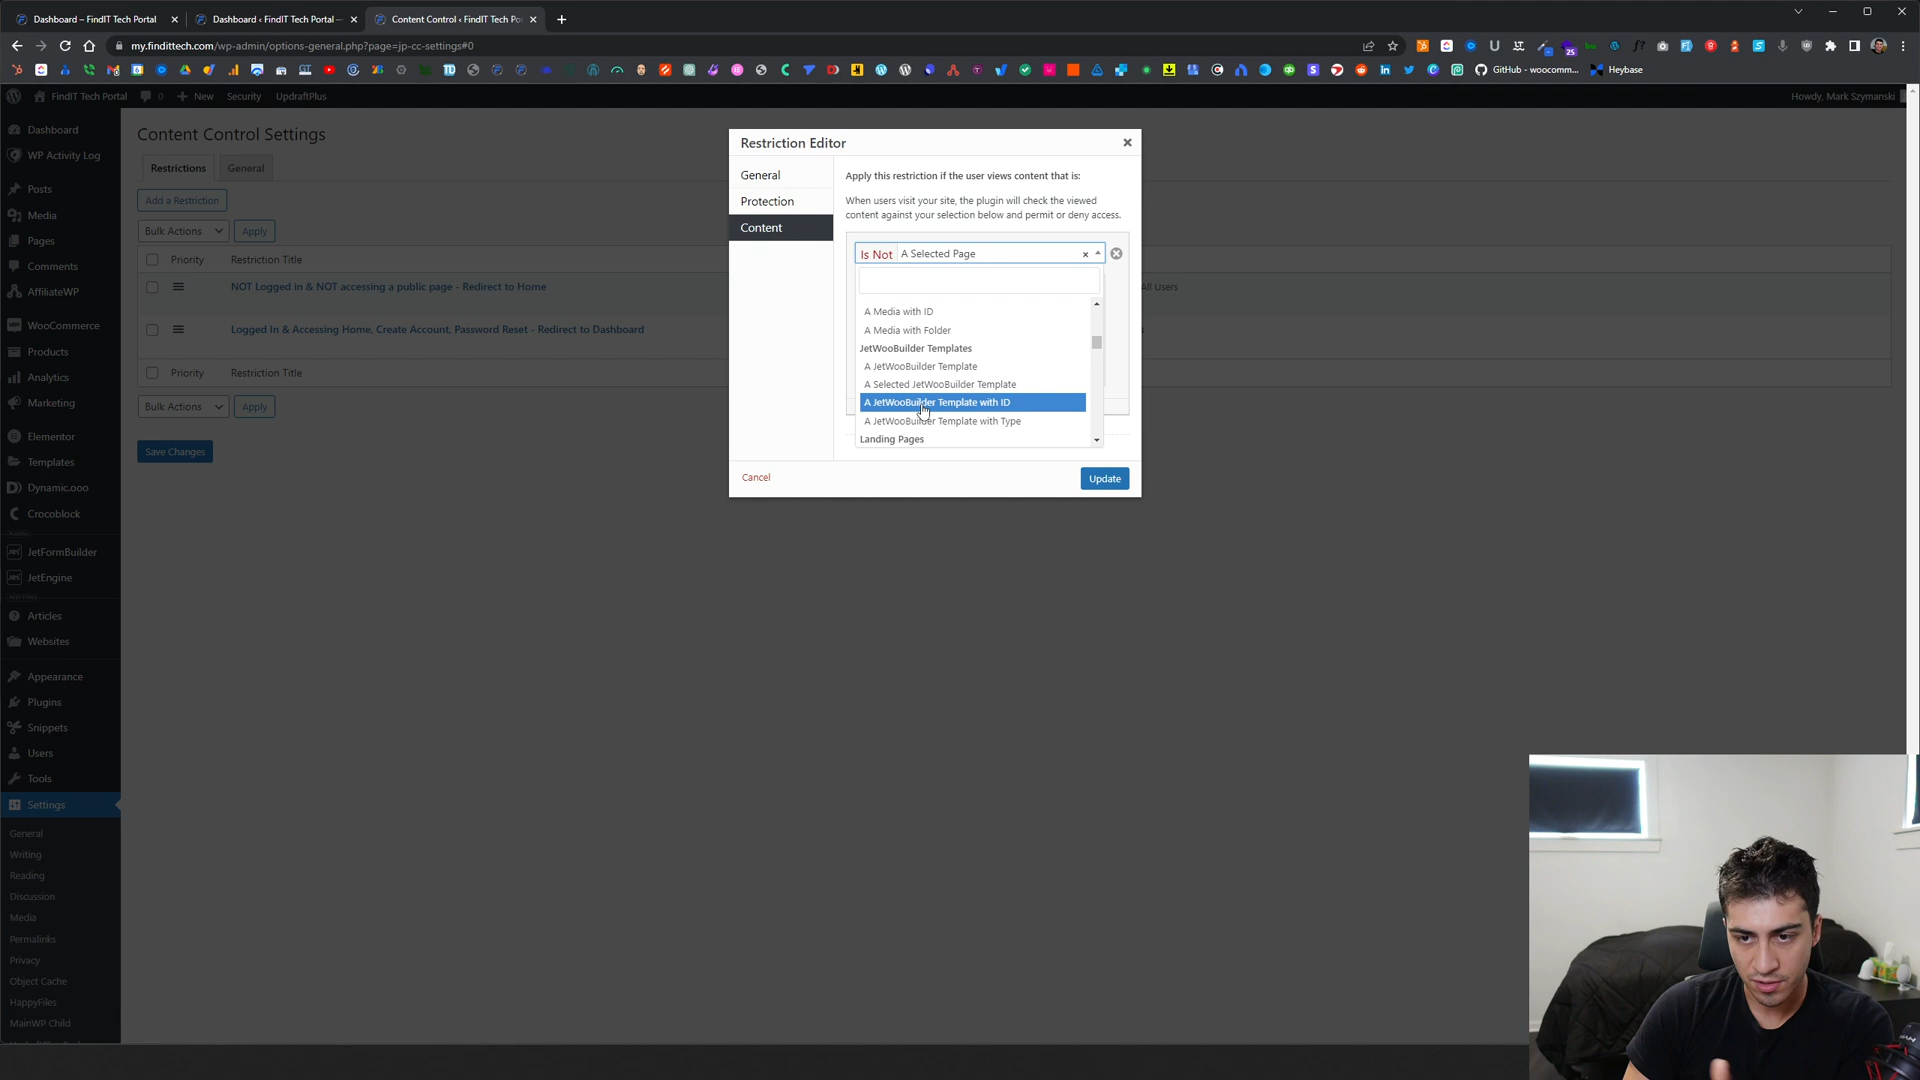 Dashboard – FindIT Tech Portal
Dashboard ‹ FindIT Tech Portal —
Content Control ‹ FindIT Tech Po
my.findittech.com/wp-admin/options-general.php?page=jp-cc-settings#0
GitHub - woocomm...
Heybase
FindIT Tech Portal
0
New
Security
UpdraftPlus
Howdy, Mark Szymanski
Dashboard
WP Activity Log
Posts
Media
Pages
Comments
AffiliateWP
WooCommerce
Products
Analytics
Marketing
Elementor
Templates
Dynamic.ooo
Crocoblock
JetFormBuilder
JetEngine
Articles
Websites
Appearance
Plugins
Snippets
Users
Tools
Settings
General
Writing
Reading
Discussion
Media
Permalinks
Privacy
Object Cache
HappyFiles
MainWP Child
Content Control Settings
Restrictions
General
Add a Restriction
Bulk Actions
Apply
Priority
Restriction Title
NOT Logged in & NOT accessing a public page - Redirect to Home
All Users
Logged In & Accessing Home, Create Account, Password Reset - Redirect to Dashboard
Priority
Restriction Title
Bulk Actions
Apply
Save Changes
Restriction Editor
General
Protection
Content
Apply this restriction if the user views content that is:
When users visit your site, the plugin will check the viewed
content against your selection below and permit or deny access.
Is Not
A Selected Page
A Media with ID
A Media with Folder
JetWooBuilder Templates
A JetWooBuilder Template
A Selected JetWooBuilder Template
A JetWooBuilder Template with ID
A JetWooBuilder Template with Type
Landing Pages
Cancel
Update